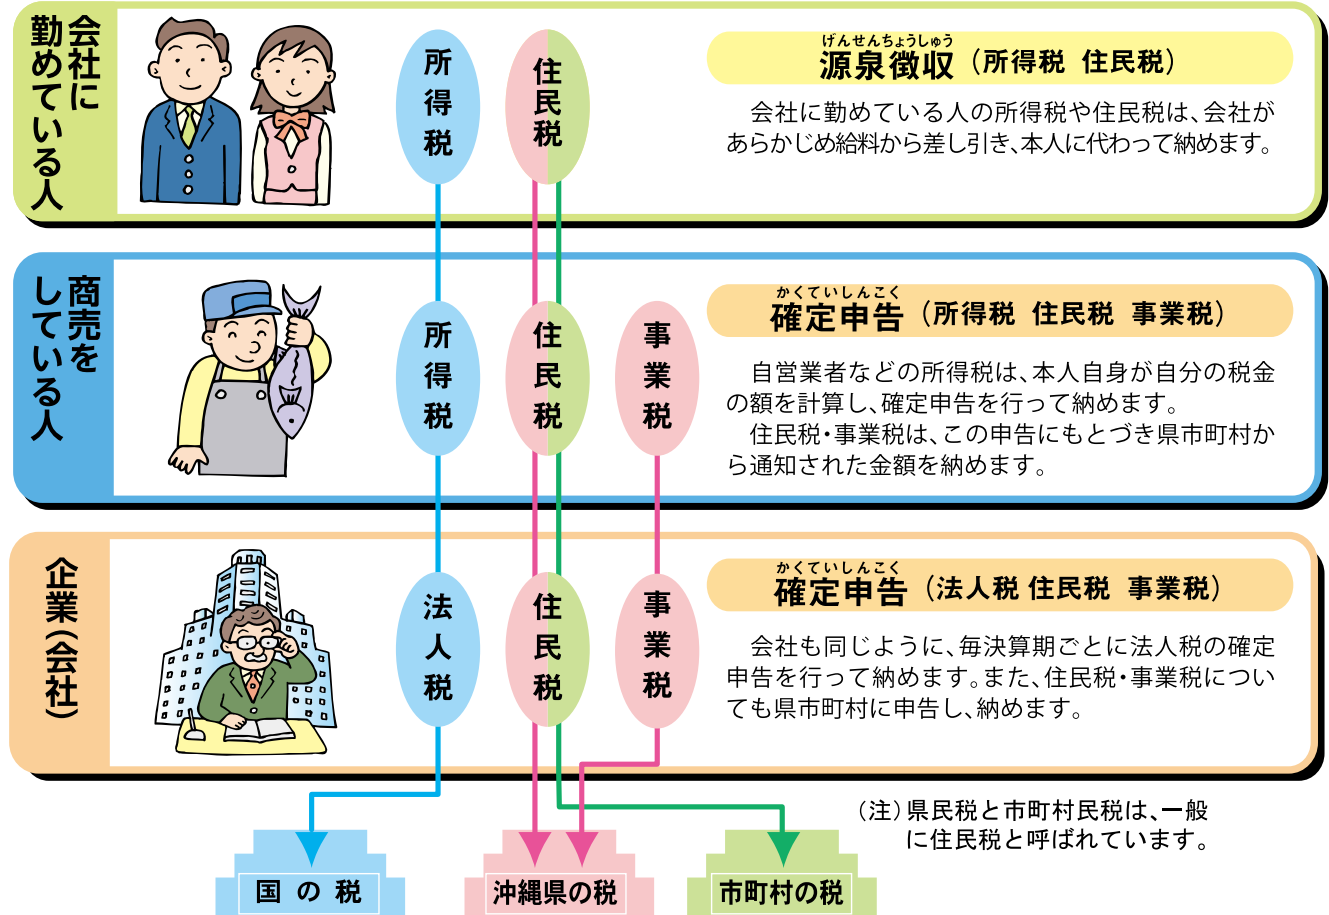 会社に
勤めている人
所得税
住民税
げんせんちょうしゅう
源泉徴収（所得税 住民税）
会社に勤めている人の所得税や住民税は、会社が
あらかじめ給料から差し引き、本人に代わって納めます。
商売を
している人
所得税
住民税
事業税
かくていしんこく
確定申告（所得税 住民税 事業税）
自営業者などの所得税は、本人自身が自分の税金
の額を計算し、確定申告を行って納めます。
住民税・事業税は、この申告にもとづき県市町村か
ら通知された金額を納めます。
企業（会社）
法人税
住民税
事業税
かくていしんこく
確定申告（法人税 住民税 事業税）
会社も同じように、毎決算期ごとに法人税の確定
申告を行って納めます。また、住民税・事業税につい
ても県市町村に申告し、納めます。
（注）県民税と市町村民税は、一般
に住民税と呼ばれています。
国の税
沖縄県の税
市町村の税